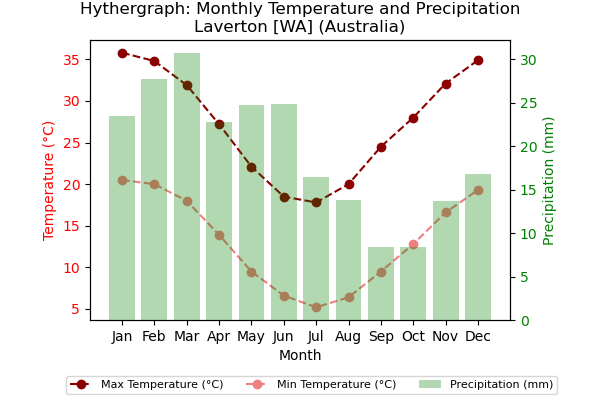 Hythergraph: Monthly Temperature and Precipitation
Laverton [WA] (Australia)
35
30
25
20
15
10
5
Temperature (°C)
30
25
20
15
10
5
0
Precipitation (mm)
Jan Feb Mar Apr May Jun Jul Aug Sep Oct Nov Dec
Month
Max Temperature (°C) Min Temperature (°C) Precipitation (mm)